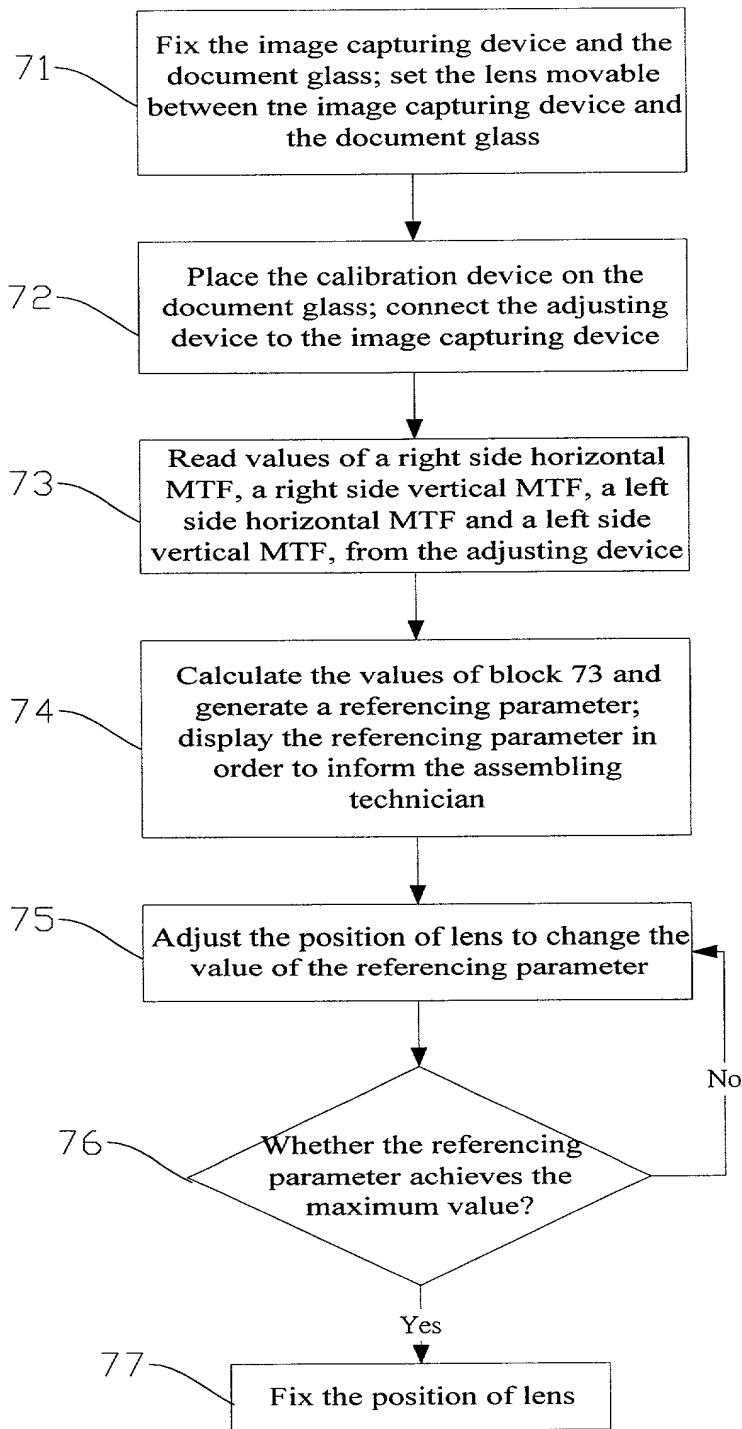 71
Fix the image capturing device and the
document glass; set the lens movable
between tne image capturing device and
the document glass
72
Place the calibration device on the
document glass; connect the adjusting
device to the image capturing device
73
Read values of a right side horizontal
MTF, a right side vertical MTF, a left
side horizontal MTF and a left side
vertical MTF, from the adjusting device
74
Calculate the values of block 73 and
generate a referencing parameter;
display the referencing parameter in
order to inform the assembling
technician
75
Adjust the position of lens to change the
value of the referencing parameter
No
76
Whether the referencing
parameter achieves the
maximum value?
Yes
77
Fix the position of lens